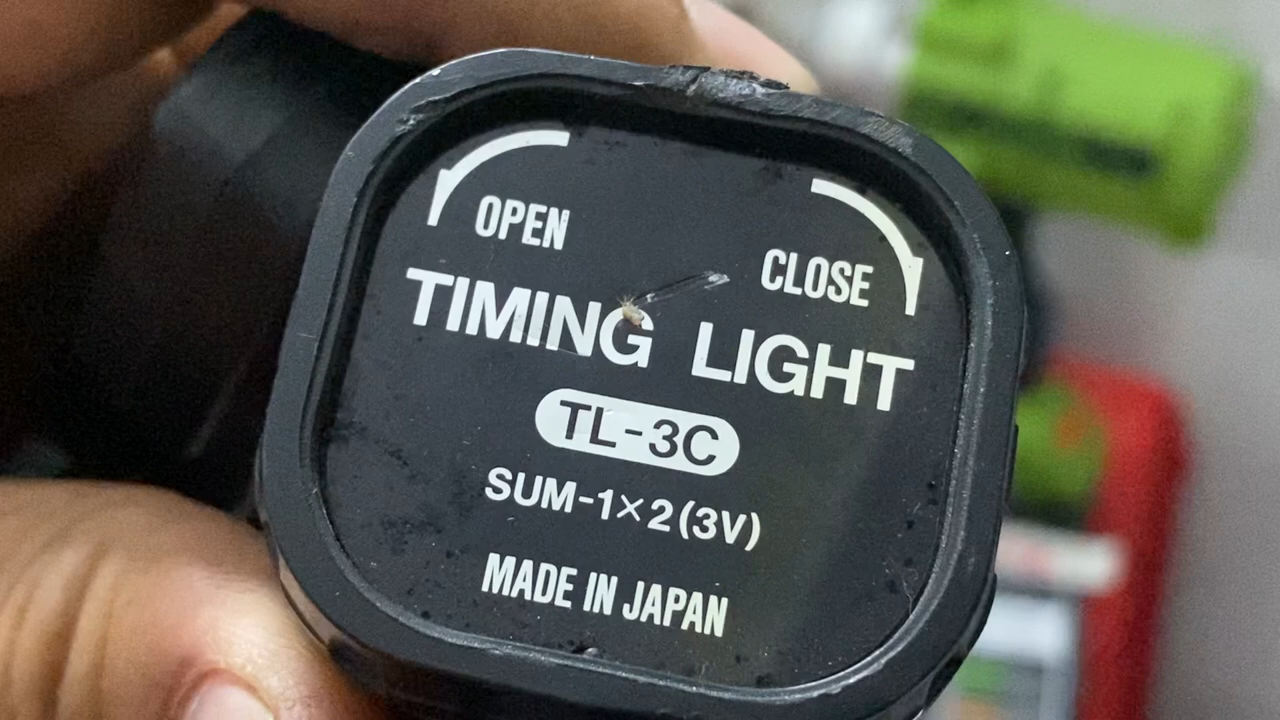 OPEN
CLOSE
TIMING LIGHT
TL-3C
SUM-1×2(3V)
MADE IN JAPAN